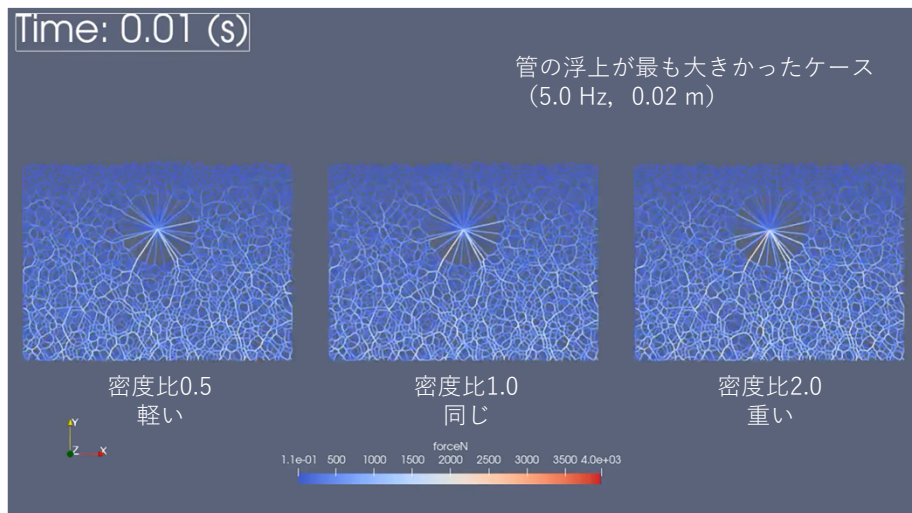 Time: 0.01 (s)
管の浮上が最も大きかったケース
（5.0 Hz，0.02 m）
密度比0.5
軽い
密度比1.0
同じ
密度比2.0
重い
Y
Z X
forceN
1.1e-01 500 1000 1500 2000 2500 3000 3500 4.0e+03